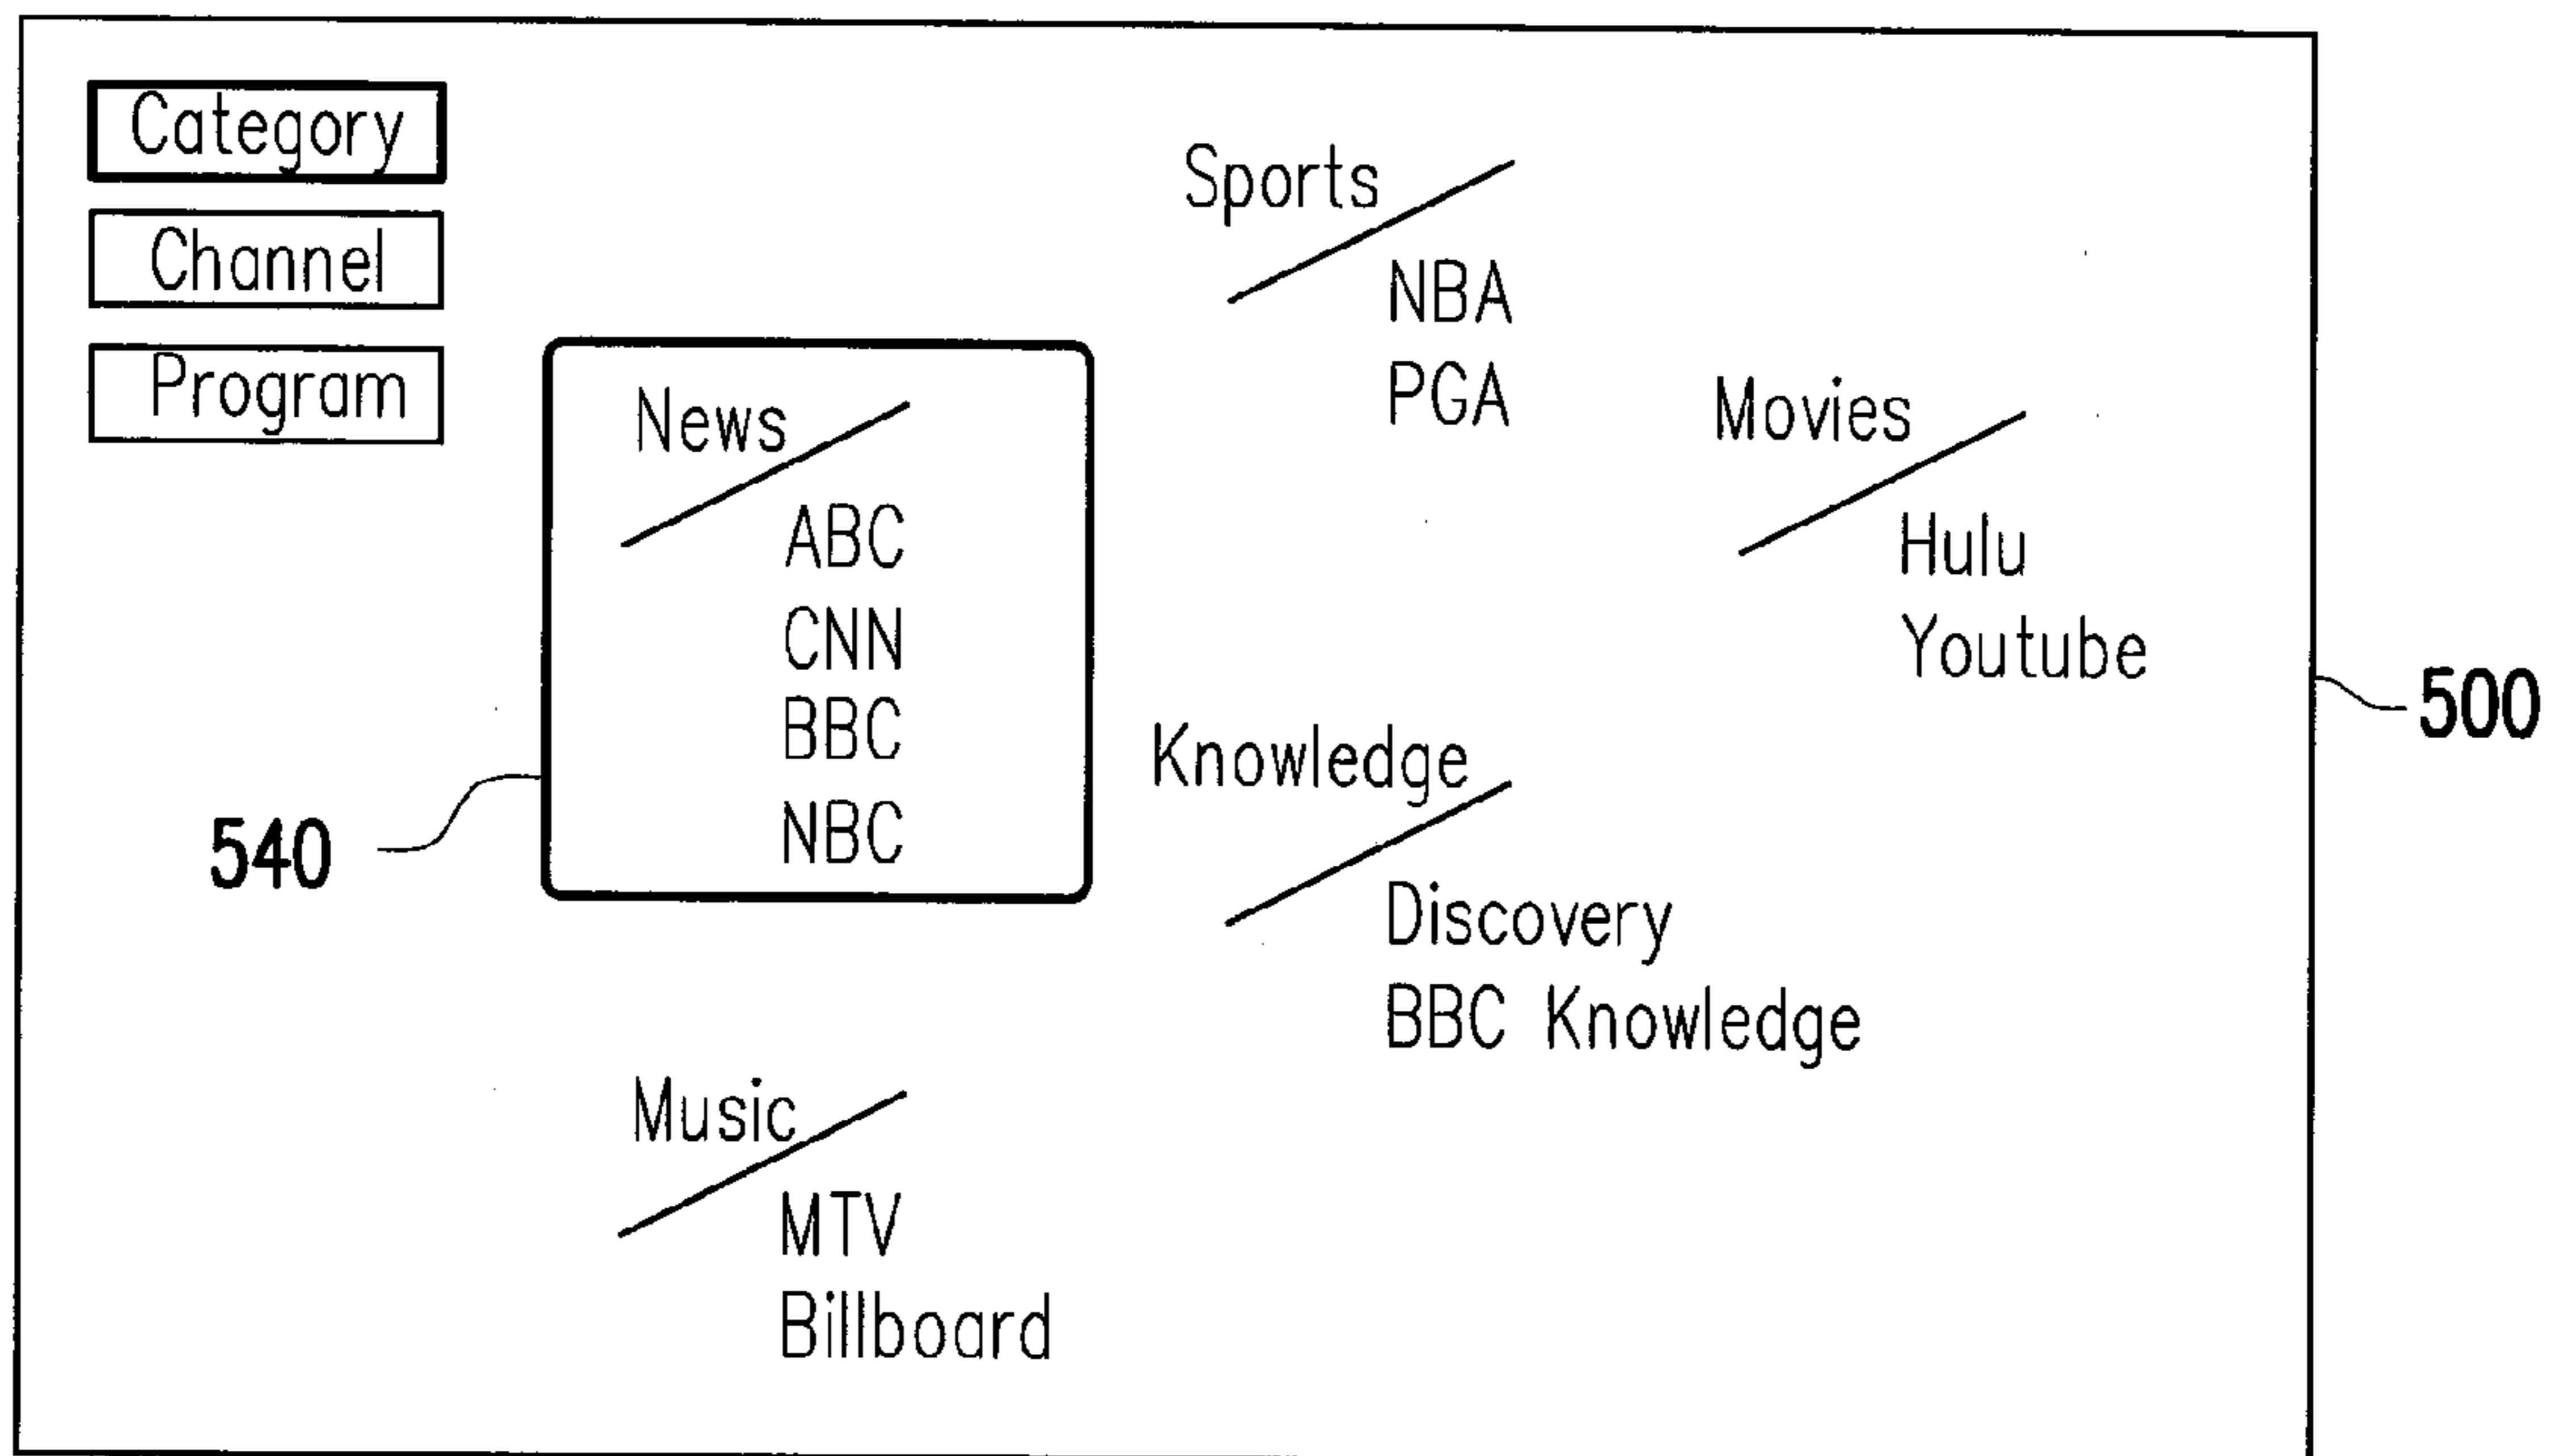 Category
Channel
Program
Sports
NBA
PGA
News
ABC
CNN
BBC
NBC
Movies
Hulu
Youtube
500
540
Knowledge
Discovery
BBC Knowledge
Music
MTV
Billboard